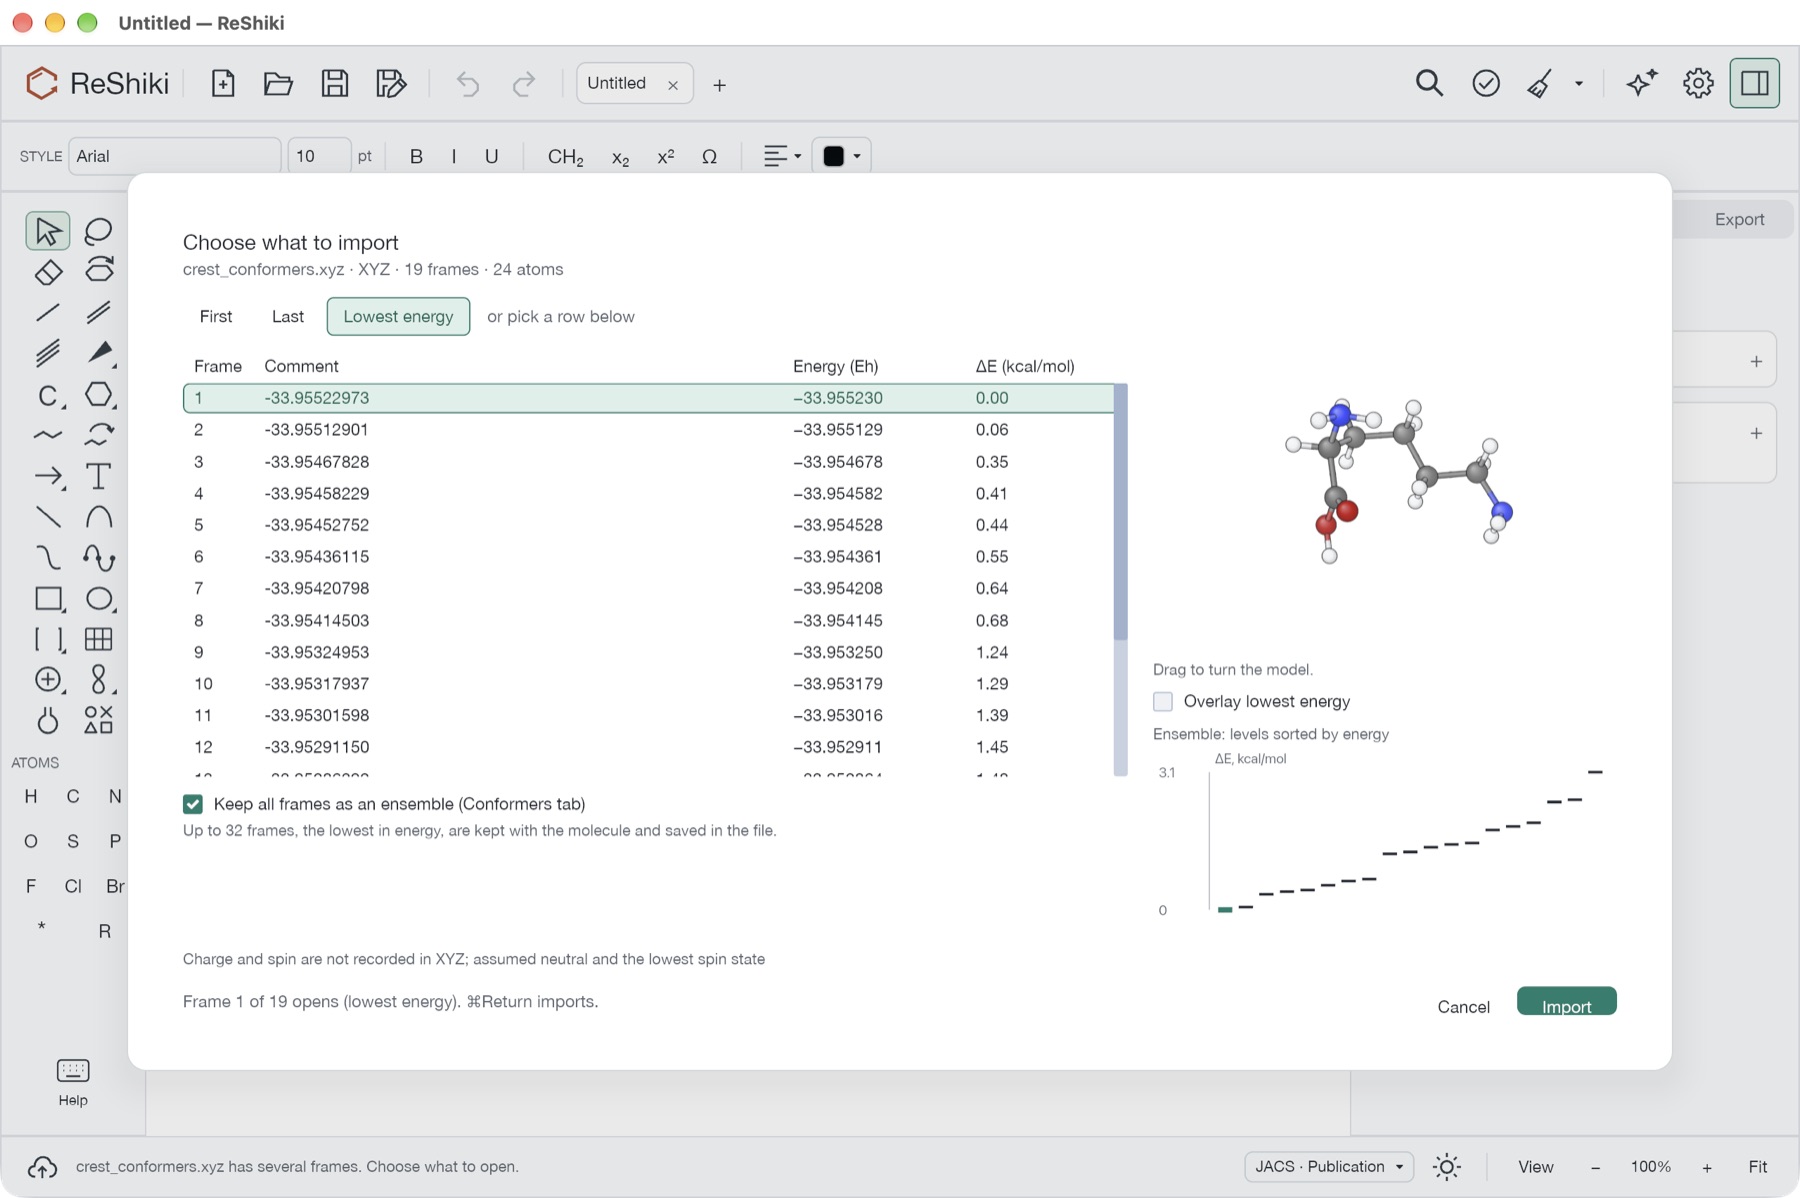 Untitled — ReShiki
ReShiki
Untitled × +
STYLE Arial 10 pt B I U CH₂ x₂ x² Ω
Export
Choose what to import
crest_conformers.xyz · XYZ · 19 frames · 24 atoms
First Last Lowest energy or pick a row below
Frame Comment Energy (Eh) ΔE (kcal/mol)
1 -33.95522973 −33.955230 0.00
2 -33.95512901 −33.955129 0.06
3 -33.95467828 −33.954678 0.35
4 -33.95458229 −33.954582 0.41
5 -33.95452752 −33.954528 0.44
6 -33.95436115 −33.954361 0.55
7 -33.95420798 −33.954208 0.64
8 -33.95414503 −33.954145 0.68
9 -33.95324953 −33.953250 1.24
10 -33.95317937 −33.953179 1.29
11 -33.95301598 −33.953016 1.39
12 -33.95291150 −33.952911 1.45
Keep all frames as an ensemble (Conformers tab)
Up to 32 frames, the lowest in energy, are kept with the molecule and saved in the file.
Drag to turn the model.
Overlay lowest energy
Ensemble: levels sorted by energy
ΔE, kcal/mol
3.1
0
Charge and spin are not recorded in XYZ; assumed neutral and the lowest spin state
Frame 1 of 19 opens (lowest energy). ⌘Return imports.
Cancel Import
C
T
[ ]
ATOMS
H C N
O S P
F Cl Br
* R
Help
crest_conformers.xyz has several frames. Choose what to open.
JACS · Publication
View − 100% + Fit